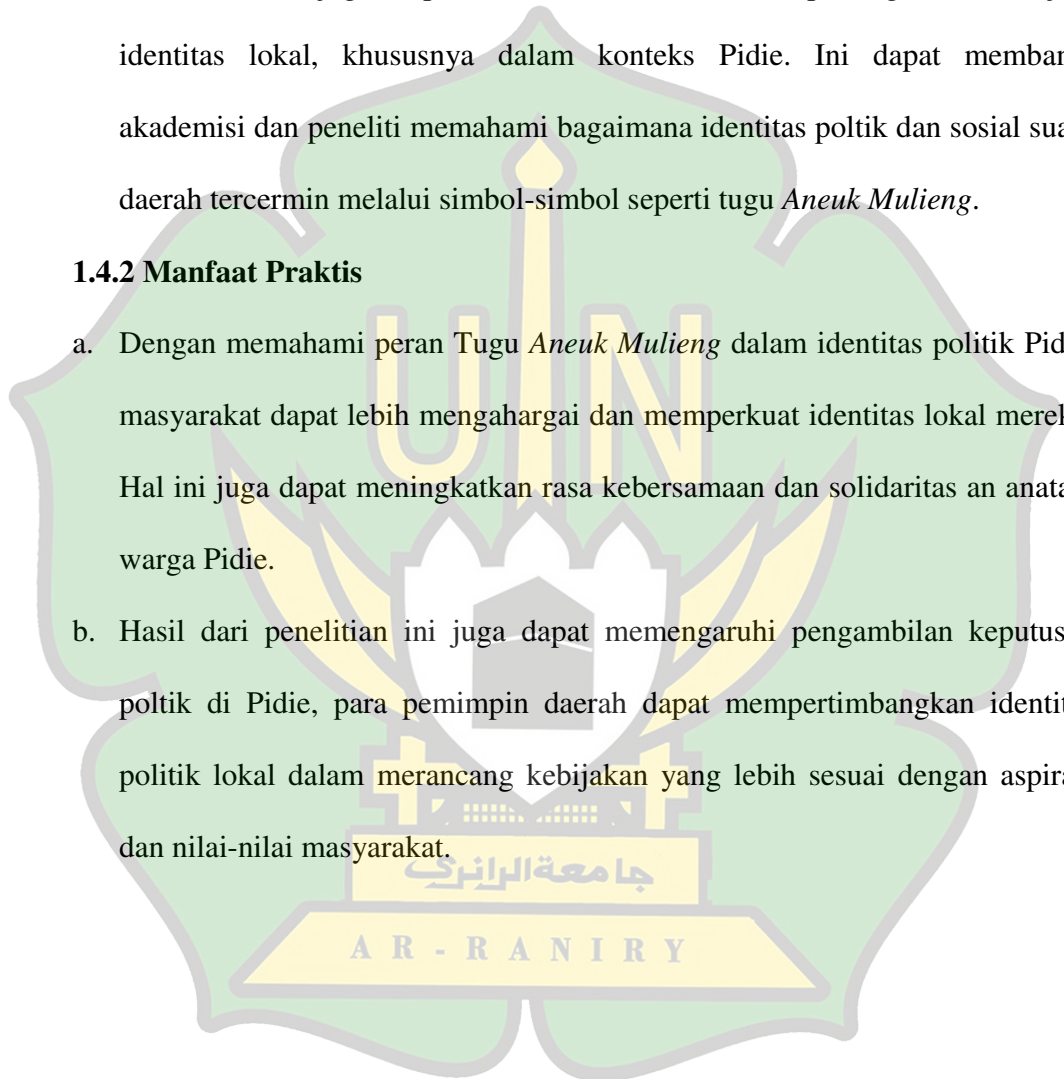 identitas lokal, khususnya dalam konteks Pidie. Ini dapat memban
akademisi dan peneliti memahami bagaimana identitas poltik dan sosial sua
daerah tercermin melalui simbol-simbol seperti tugu Aneuk Mulieng.
1.4.2 Manfaat Praktis
a. Dengan memahami peran Tugu Aneuk Mulieng dalam identitas politik Pid
masyarakat dapat lebih mengahargai dan memperkuat identitas lokal merek
Hal ini juga dapat meningkatkan rasa kebersamaan dan solidaritas an anata
warga Pidie.
b. Hasil dari penelitian ini juga dapat memengaruhi pengambilan keputus
poltik di Pidie, para pemimpin daerah dapat mempertimbangkan identit
politik lokal dalam merancang kebijakan yang lebih sesuai dengan aspira
dan nilai-nilai masyarakat.
UIN
جامعةالرانري
AR-RANIRY